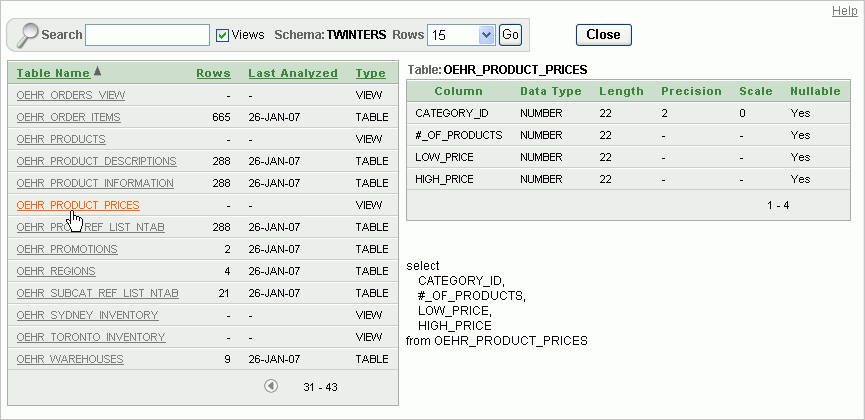 Help
Search Views Schema: TWINTERS Rows 15 Go Close
Table Name Rows Last Analyzed Type
OEHR_ORDERS_VIEW - - VIEW
OEHR_ORDER_ITEMS 665 26-JAN-07 TABLE
OEHR_PRODUCTS - - VIEW
OEHR_PRODUCT_DESCRIPTIONS 288 26-JAN-07 TABLE
OEHR_PRODUCT_INFORMATION 288 26-JAN-07 TABLE
OEHR_PRODUCT_PRICES - - VIEW
REF_LIST_NTAB 288 26-JAN-07 TABLE
OEHR_PROMOTIONS 2 26-JAN-07 TABLE
OEHR_REGIONS 4 26-JAN-07 TABLE
OEHR_SUBCAT_REF_LIST_NTAB 21 26-JAN-07 TABLE
OEHR_SYDNEY_INVENTORY - - VIEW
OEHR_TORONTO_INVENTORY - - VIEW
OEHR_WAREHOUSES 9 26-JAN-07 TABLE
31 - 43
Table: OEHR_PRODUCT_PRICES
Column Data Type Length Precision Scale Nullable
CATEGORY_ID NUMBER 22 2 0 Yes
#_OF_PRODUCTS NUMBER 22 - - Yes
LOW_PRICE NUMBER 22 - - Yes
HIGH_PRICE NUMBER 22 - - Yes
1 - 4
select
CATEGORY_ID,
#_OF_PRODUCTS,
LOW_PRICE,
HIGH_PRICE
from OEHR_PRODUCT_PRICES